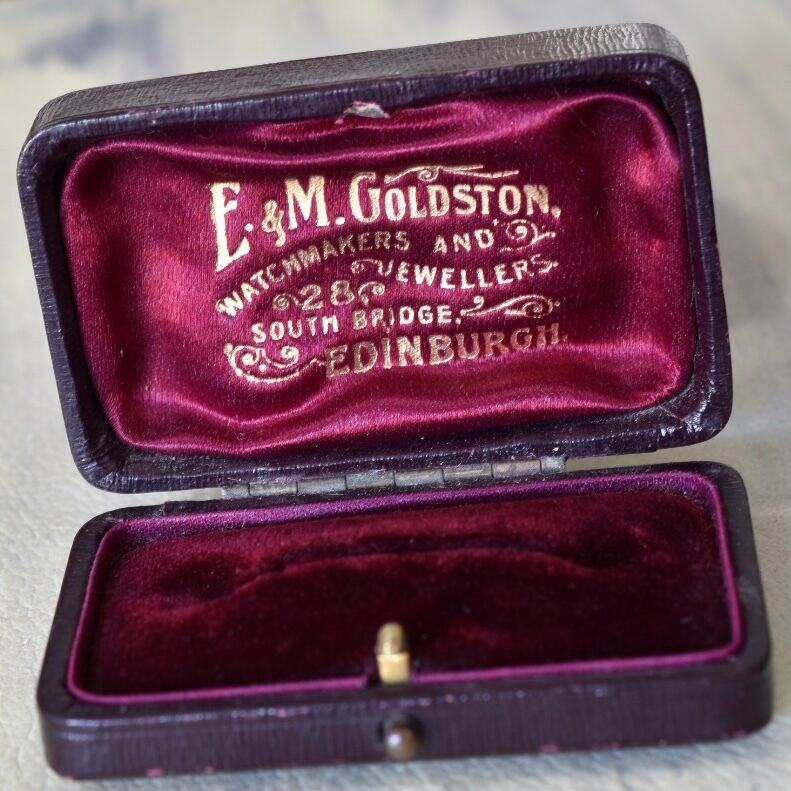 E. & M. GOLDSTON,
WATCHMAKERS AND
JEWELLERS.
28
SOUTH BRIDGE,
EDINBURGH.